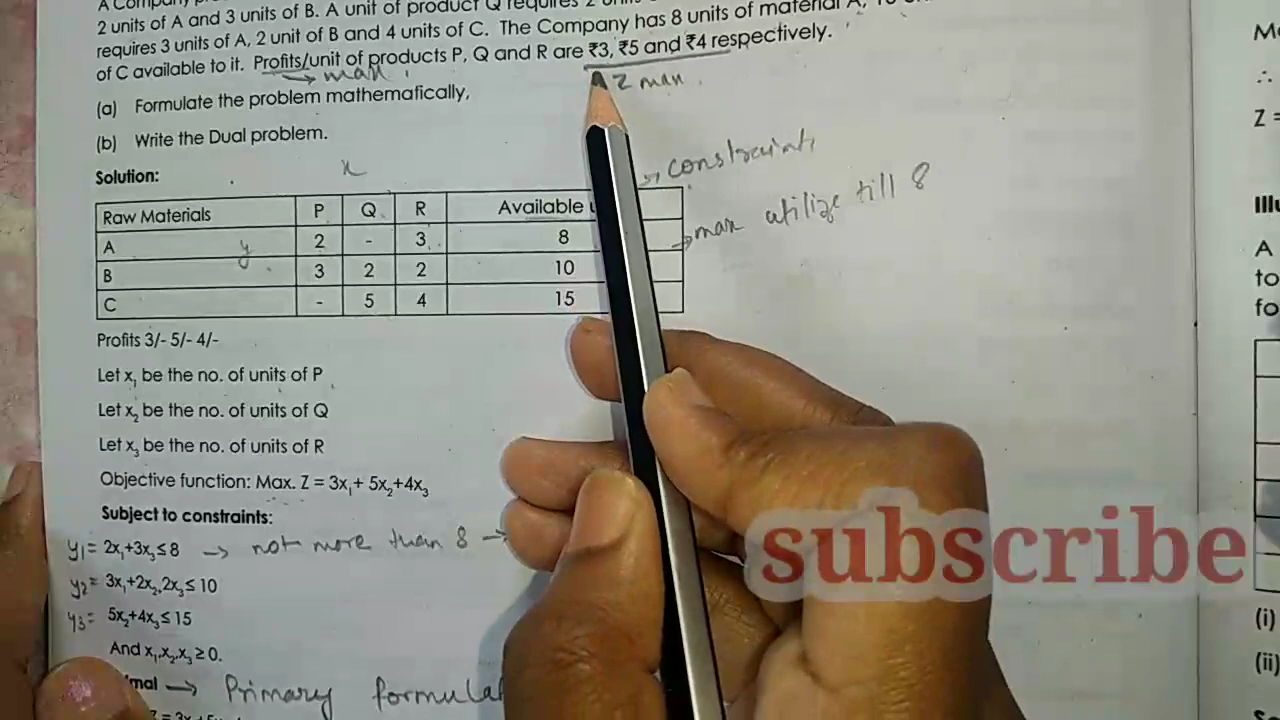 A Company
2 units of A and 3 units of B. A unit of product Q requires 2 units
requires 3 units of A, 2 unit of B and 4 units of C. The Company has 8 units of material A, 10
of C available to it. Profits/unit of products P, Q and R are ₹3, ₹5 and ₹4 respectively.
→ max
Z max
(a) Formulate the problem mathematically,
(b) Write the Dual problem.
Solution:
x
constraints
Raw Materials P Q R Available
max utilize till 8
A y 2 - 3 8
B 3 2 2 10
C - 5 4 15
Profits 3/- 5/- 4/-
Let x₁ be the no. of units of P
Let x₂ be the no. of units of Q
Let x₃ be the no. of units of R
Objective function: Max. Z = 3x₁+ 5x₂+4x₃
Subject to constraints:
y₁= 2x₁+3x₃≤ 8 → not more than 8 →
y₂= 3x₁+2x₂,2x₃≤ 10
y₃= 5x₂+4x₃≤ 15
And x₁,x₂,x₃ ≥ 0.
mal → Primary formulat
subscribe
∴
Z =
A
to
fo
(i)
(ii)